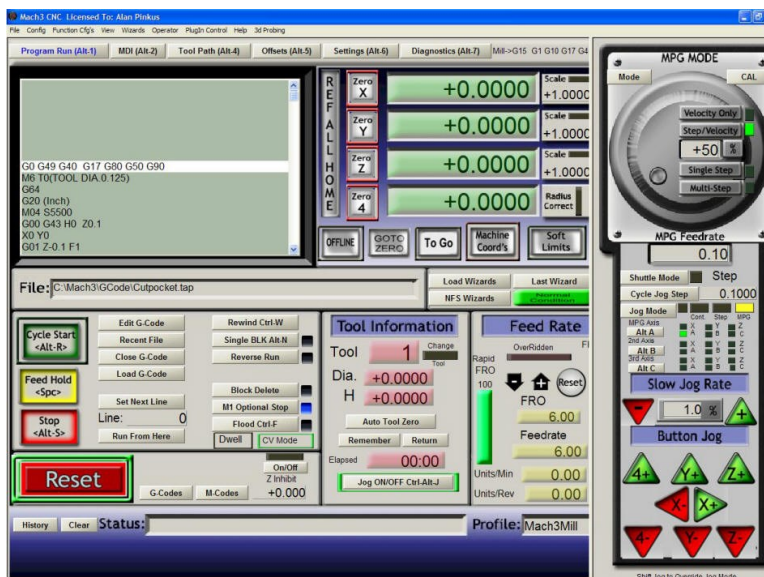 Mach3 CNC Licensed To: Alan Pinkus
File Config Function Cfg's View Wizards Operator PlugIn Control Help 3d Probing
Program Run (Alt-1) MDI (Alt-2) Tool Path (Alt-4) Offsets (Alt-5) Settings (Alt-6) Diagnostics (Alt-7) Mill->G15 G1 G10 G17 G4
G0 G49 G40 G17 G80 G50 G90
M6 T0(TOOL DIA.0.125)
G64
G20 (Inch)
M04 S5500
G00 G43 H0 Z0.1
X0 Y0
G01 Z-0.1 F1
REF ALL HOME
Zero X +0.0000 Scale +1.0000
Zero Y +0.0000 Scale +1.0000
Zero Z +0.0000 Scale +1.0000
Zero 4 +0.0000 Radius Correct
OFFLINE GOTO ZERO To Go Machine Coord's Soft Limits
File: C:\Mach3\GCode\Cutpocket.tap
Load Wizards Last Wizard
NFS Wizards Normal Condition
Cycle Start <Alt-R>
Feed Hold <Spc>
Stop <Alt-S>
Edit G-Code
Recent File
Close G-Code
Load G-Code
Set Next Line
Line: 0
Run From Here
Rewind Ctrl-W
Single BLK Alt-N
Reverse Run
Block Delete
M1 Optional Stop
Flood Ctrl-F
Dwell CV Mode
Reset
G-Codes M-Codes
On/Off
Z Inhibit
+0.000
Tool Information
Tool 1 Change Tool
Dia. +0.0000
H +0.0000
Auto Tool Zero
Remember Return
Elapsed 00:00
Jog ON/OFF Ctrl-Alt-J
Feed Rate
OverRidden
Rapid
FRO
100
Reset
FRO
6.00
Feedrate
6.00
Units/Min 0.00
Units/Rev 0.00
History Clear Status: Profile: Mach3Mill
MPG MODE
Mode CAL
Velocity Only
Step/Velocity
+50 %
Single Step
Multi-Step
MPG Feedrate
0.10
Shuttle Mode Step
Cycle Jog Step 0.1000
Jog Mode
Cont. Step MPG
MPG Axis X Y Z
Alt A A B C
2nd Axis X Y Z
Alt B A B C
3rd Axis X Y Z
Alt C A B C
Slow Jog Rate
- 1.0 % +
Button Jog
4+ Y+ Z+
X- X+
4- Y- Z-
Shift Jog to Override Jog Mode